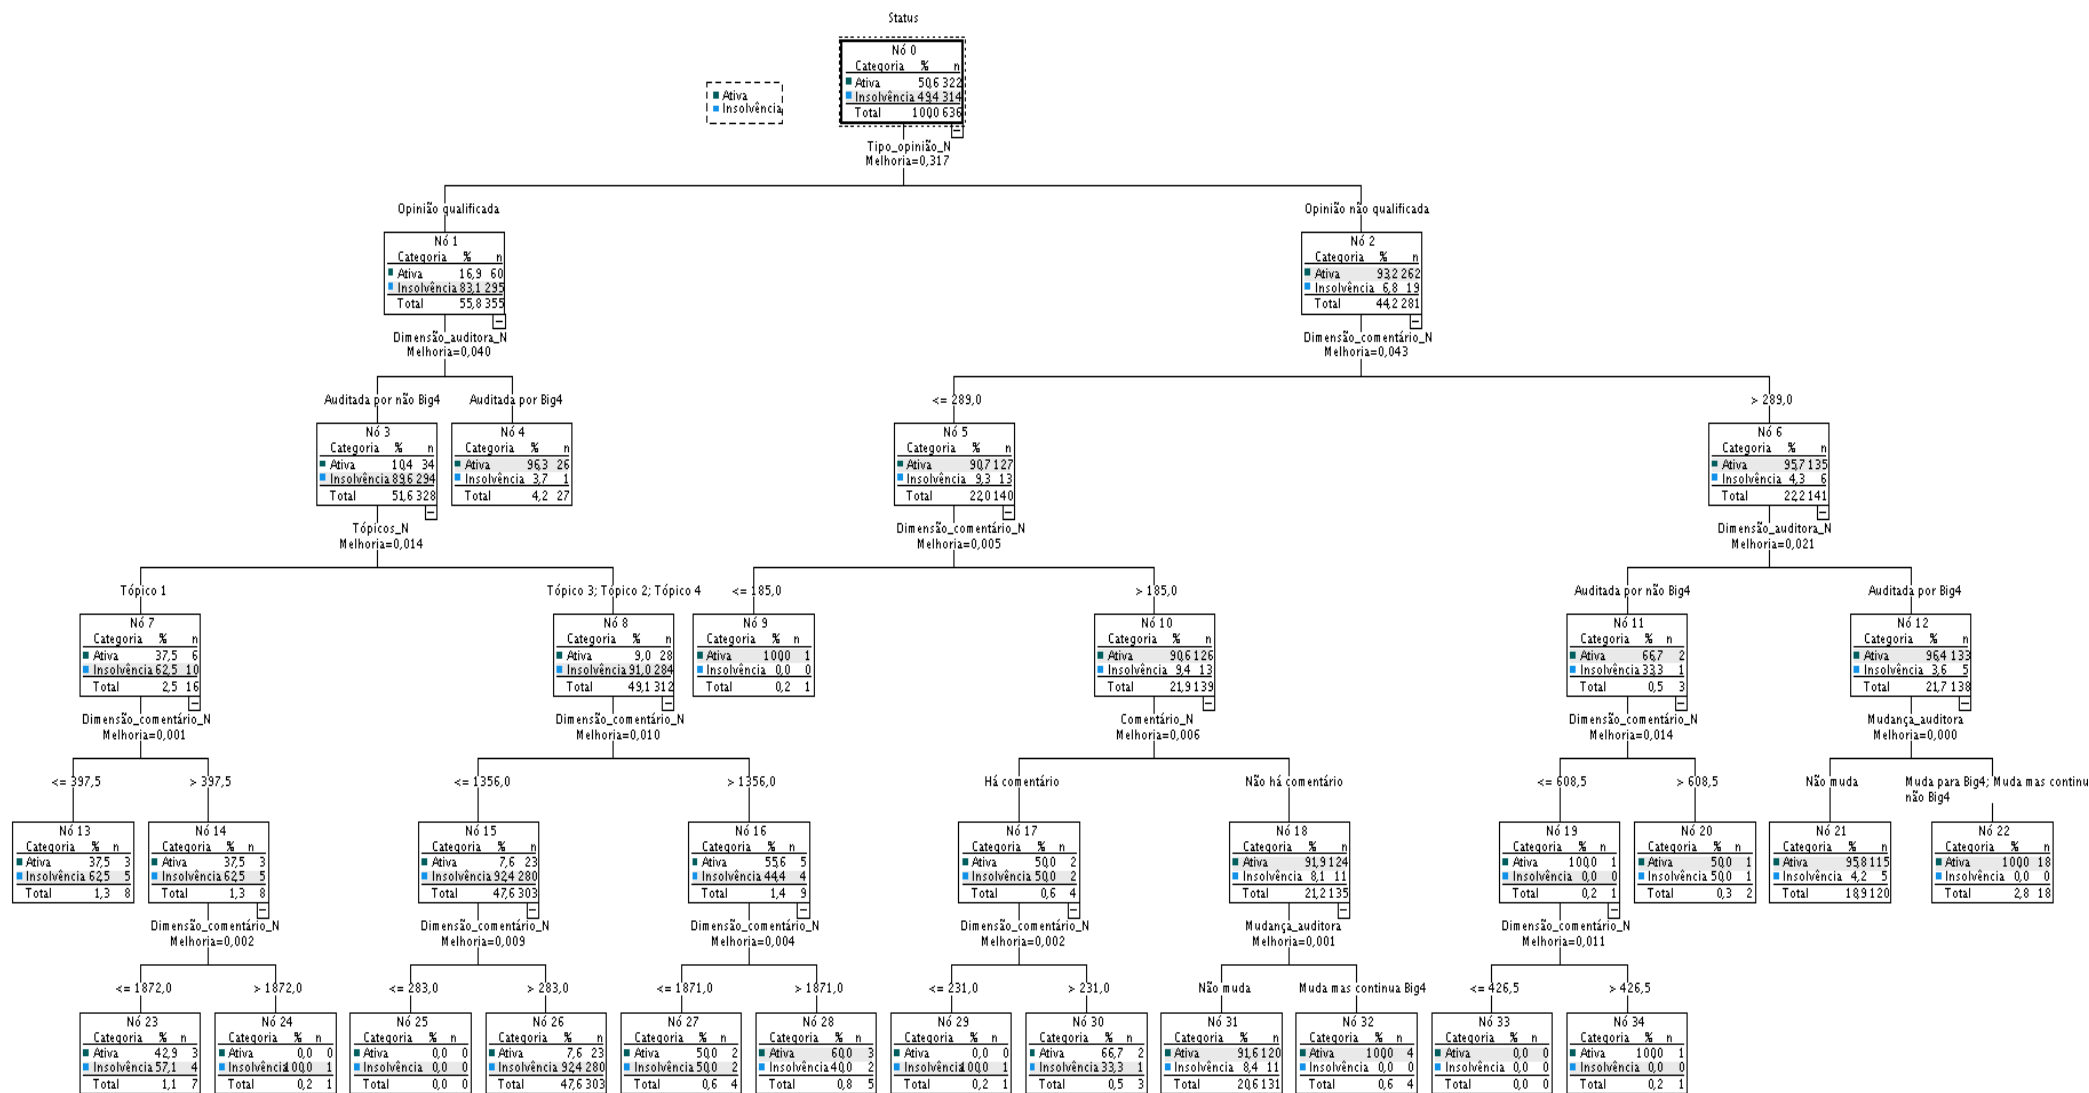 Status
Nó 0
Categoria % n
Ativa 50,6 322
Insolvência 49,4 314
Total 100,0 636
Ativa
Insolvência
Tipo_opinião_N
Melhoria=0,317
Opinião qualificada
Opinião não qualificada
Nó 1
Categoria % n
Ativa 16,9 60
Insolvência 83,1 295
Total 55,8 355
Nó 2
Categoria % n
Ativa 93,2 262
Insolvência 6,8 19
Total 44,2 281
Dimensão_auditora_N
Melhoria=0,040
Dimensão_comentário_N
Melhoria=0,043
Auditada por não Big4
Auditada por Big4
<= 289,0
> 289,0
Nó 3
Categoria % n
Ativa 10,4 34
Insolvência 89,6 294
Total 51,6 328
Nó 4
Categoria % n
Ativa 96,3 26
Insolvência 3,7 1
Total 4,2 27
Nó 5
Categoria % n
Ativa 90,7 127
Insolvência 9,3 13
Total 22,0 140
Nó 6
Categoria % n
Ativa 95,7 135
Insolvência 4,3 6
Total 22,2 141
Tópicos_N
Melhoria=0,014
Dimensão_comentário_N
Melhoria=0,005
Dimensão_auditora_N
Melhoria=0,021
Tópico 1
Tópico 3; Tópico 2; Tópico 4
<= 185,0
> 185,0
Auditada por não Big4
Auditada por Big4
Nó 7
Categoria % n
Ativa 37,5 6
Insolvência 62,5 10
Total 2,5 16
Nó 8
Categoria % n
Ativa 9,0 28
Insolvência 91,0 284
Total 49,1 312
Nó 9
Categoria % n
Ativa 100,0 1
Insolvência 0,0 0
Total 0,2 1
Nó 10
Categoria % n
Ativa 90,6 126
Insolvência 9,4 13
Total 21,9 139
Nó 11
Categoria % n
Ativa 66,7 2
Insolvência 33,3 1
Total 0,5 3
Nó 12
Categoria % n
Ativa 96,4 133
Insolvência 3,6 5
Total 21,7 138
Dimensão_comentário_N
Melhoria=0,001
Dimensão_comentário_N
Melhoria=0,010
Comentário_N
Melhoria=0,006
Dimensão_comentário_N
Melhoria=0,014
Mudança_auditora
Melhoria=0,000
<= 397,5
> 397,5
<= 1356,0
> 1356,0
Há comentário
Não há comentário
<= 608,5
> 608,5
Não muda
Muda para Big4; Muda mas continu
não Big4
Nó 13
Categoria % n
Ativa 37,5 3
Insolvência 62,5 5
Total 1,3 8
Nó 14
Categoria % n
Ativa 37,5 3
Insolvência 62,5 5
Total 1,3 8
Nó 15
Categoria % n
Ativa 7,6 23
Insolvência 92,4 280
Total 47,6 303
Nó 16
Categoria % n
Ativa 55,6 5
Insolvência 44,4 4
Total 1,4 9
Nó 17
Categoria % n
Ativa 50,0 2
Insolvência 50,0 2
Total 0,6 4
Nó 18
Categoria % n
Ativa 91,9 124
Insolvência 8,1 11
Total 21,2 135
Nó 19
Categoria % n
Ativa 100,0 1
Insolvência 0,0 0
Total 0,2 1
Nó 20
Categoria % n
Ativa 50,0 1
Insolvência 50,0 1
Total 0,3 2
Nó 21
Categoria % n
Ativa 95,8 115
Insolvência 4,2 5
Total 18,9 120
Nó 22
Categoria % n
Ativa 100,0 18
Insolvência 0,0 0
Total 2,8 18
Dimensão_comentário_N
Melhoria=0,002
Dimensão_comentário_N
Melhoria=0,009
Dimensão_comentário_N
Melhoria=0,004
Dimensão_comentário_N
Melhoria=0,002
Mudança_auditora
Melhoria=0,001
Dimensão_comentário_N
Melhoria=0,011
<= 1872,0
> 1872,0
<= 283,0
> 283,0
<= 1871,0
> 1871,0
<= 231,0
> 231,0
Não muda
Muda mas continua Big4
<= 426,5
> 426,5
Nó 23
Categoria % n
Ativa 42,9 3
Insolvência 57,1 4
Total 1,1 7
Nó 24
Categoria % n
Ativa 0,0 0
Insolvência 100,0 1
Total 0,2 1
Nó 25
Categoria % n
Ativa 0,0 0
Insolvência 0,0 0
Total 0,0 0
Nó 26
Categoria % n
Ativa 7,6 23
Insolvência 92,4 280
Total 47,6 303
Nó 27
Categoria % n
Ativa 50,0 2
Insolvência 50,0 2
Total 0,6 4
Nó 28
Categoria % n
Ativa 60,0 3
Insolvência 40,0 2
Total 0,8 5
Nó 29
Categoria % n
Ativa 0,0 0
Insolvência 100,0 1
Total 0,2 1
Nó 30
Categoria % n
Ativa 66,7 2
Insolvência 33,3 1
Total 0,5 3
Nó 31
Categoria % n
Ativa 91,6 120
Insolvência 8,4 11
Total 20,6 131
Nó 32
Categoria % n
Ativa 100,0 4
Insolvência 0,0 0
Total 0,6 4
Nó 33
Categoria % n
Ativa 0,0 0
Insolvência 0,0 0
Total 0,0 0
Nó 34
Categoria % n
Ativa 100,0 1
Insolvência 0,0 0
Total 0,2 1